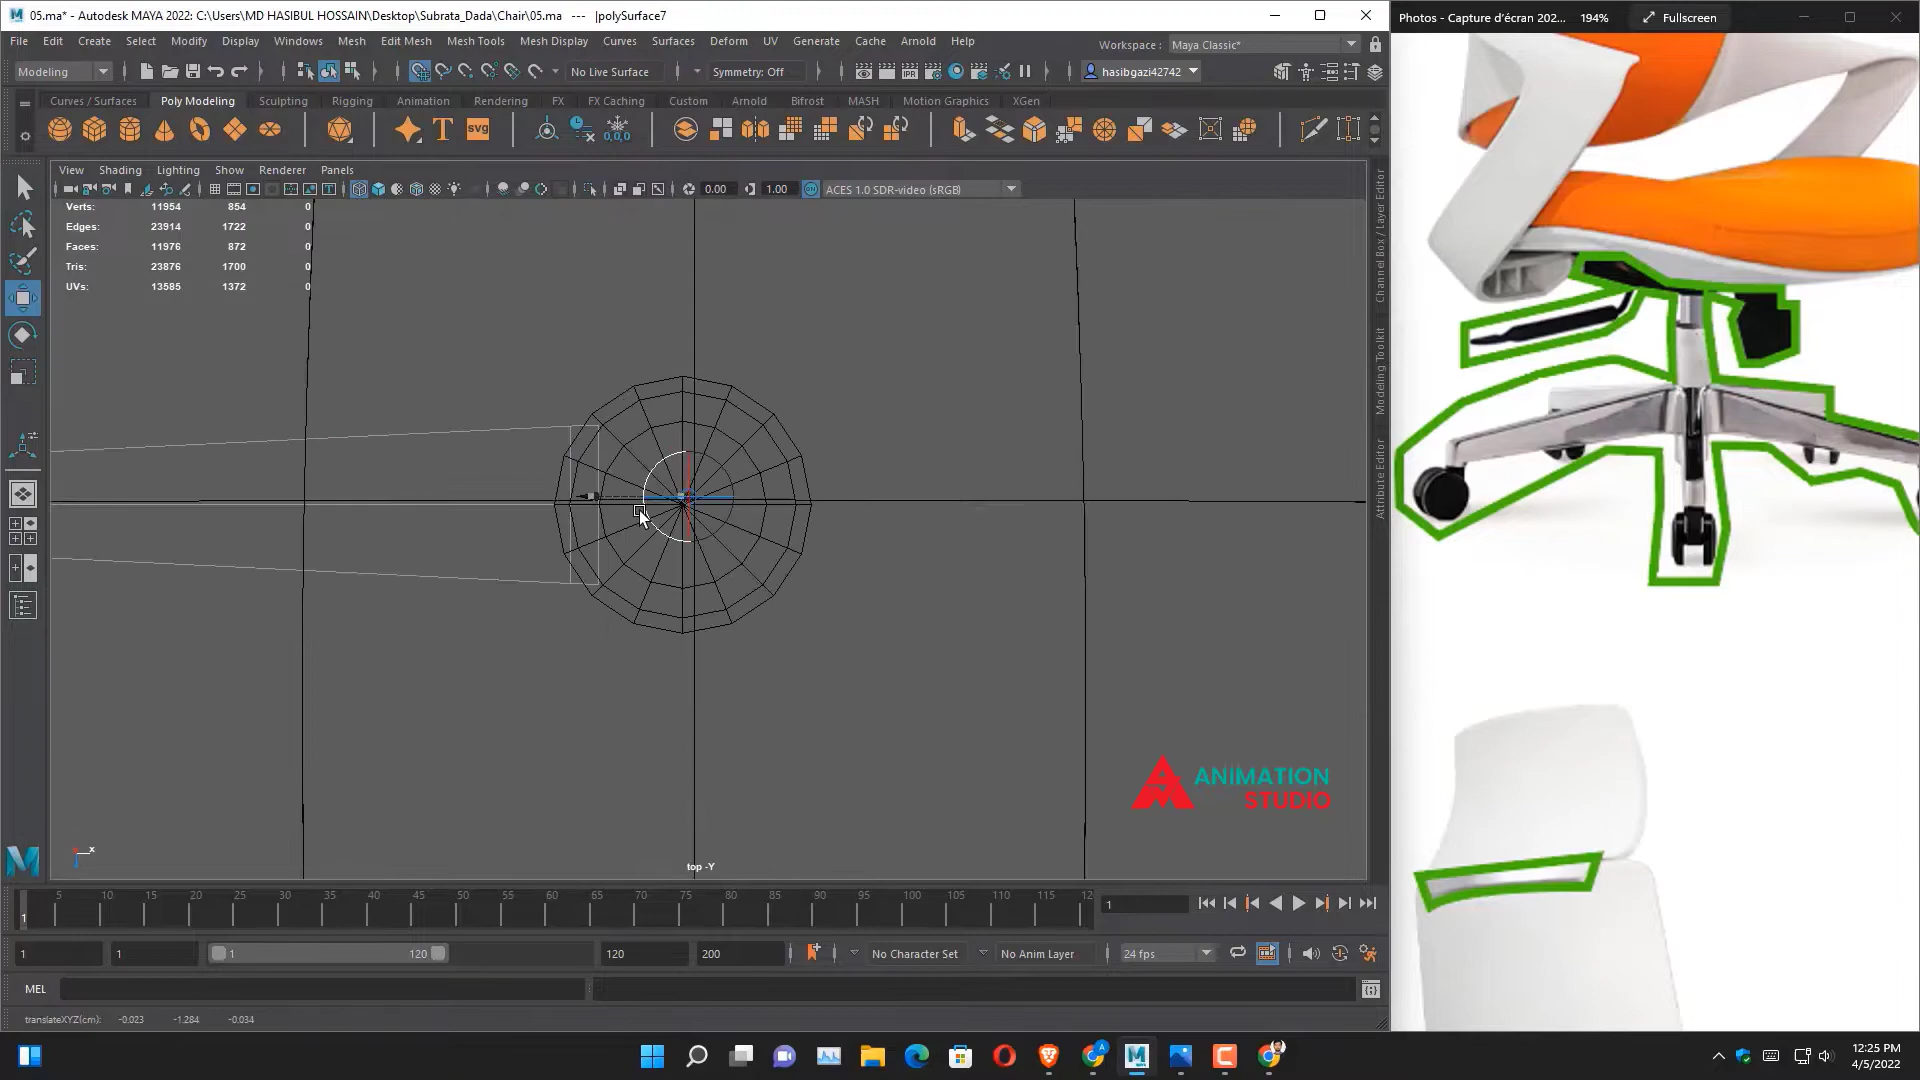 05.ma* - Autodesk MAYA 2022: C:\Users\MD HASIBUL HOSSAIN\Desktop\Subrata_Dada\Chair\05.ma --- |polySurface7
Photos - Capture d'écran 202... 194% Fullscreen
File Edit Create Select Modify Display Windows Mesh Edit Mesh Mesh Tools Mesh Display Curves Surfaces Deform UV Generate Cache Arnold Help
Workspace : Maya Classic*
Modeling No Live Surface Symmetry: Off hasibgazi42742
IPR
Curves / Surfaces Poly Modeling Sculpting Rigging Animation Rendering FX FX Caching Custom Arnold Bifrost MASH Motion Graphics XGen
T svg 0,0,0
View Shading Lighting Show Renderer Panels
0.00 1.00 ON ACES 1.0 SDR-video (sRGB)
Verts: 11954 854 0
Edges: 23914 1722 0
Faces: 11976 872 0
Tris: 23876 1700 0
UVs: 13585 1372 0
Channel Box / Layer Editor
Modeling Toolkit
Attribute Editor
ANIMATION
STUDIO
x
top -Y
5 10 15 20 25 30 35 40 45 50 55 60 65 70 75 80 85 90 95 100 105 110 115 12
1 1
1 1 1 120 120 200 No Character Set No Anim Layer 24 fps
MEL
translateXYZ(cm): -0.023 -1.284 -0.034
12:25 PM
4/5/2022